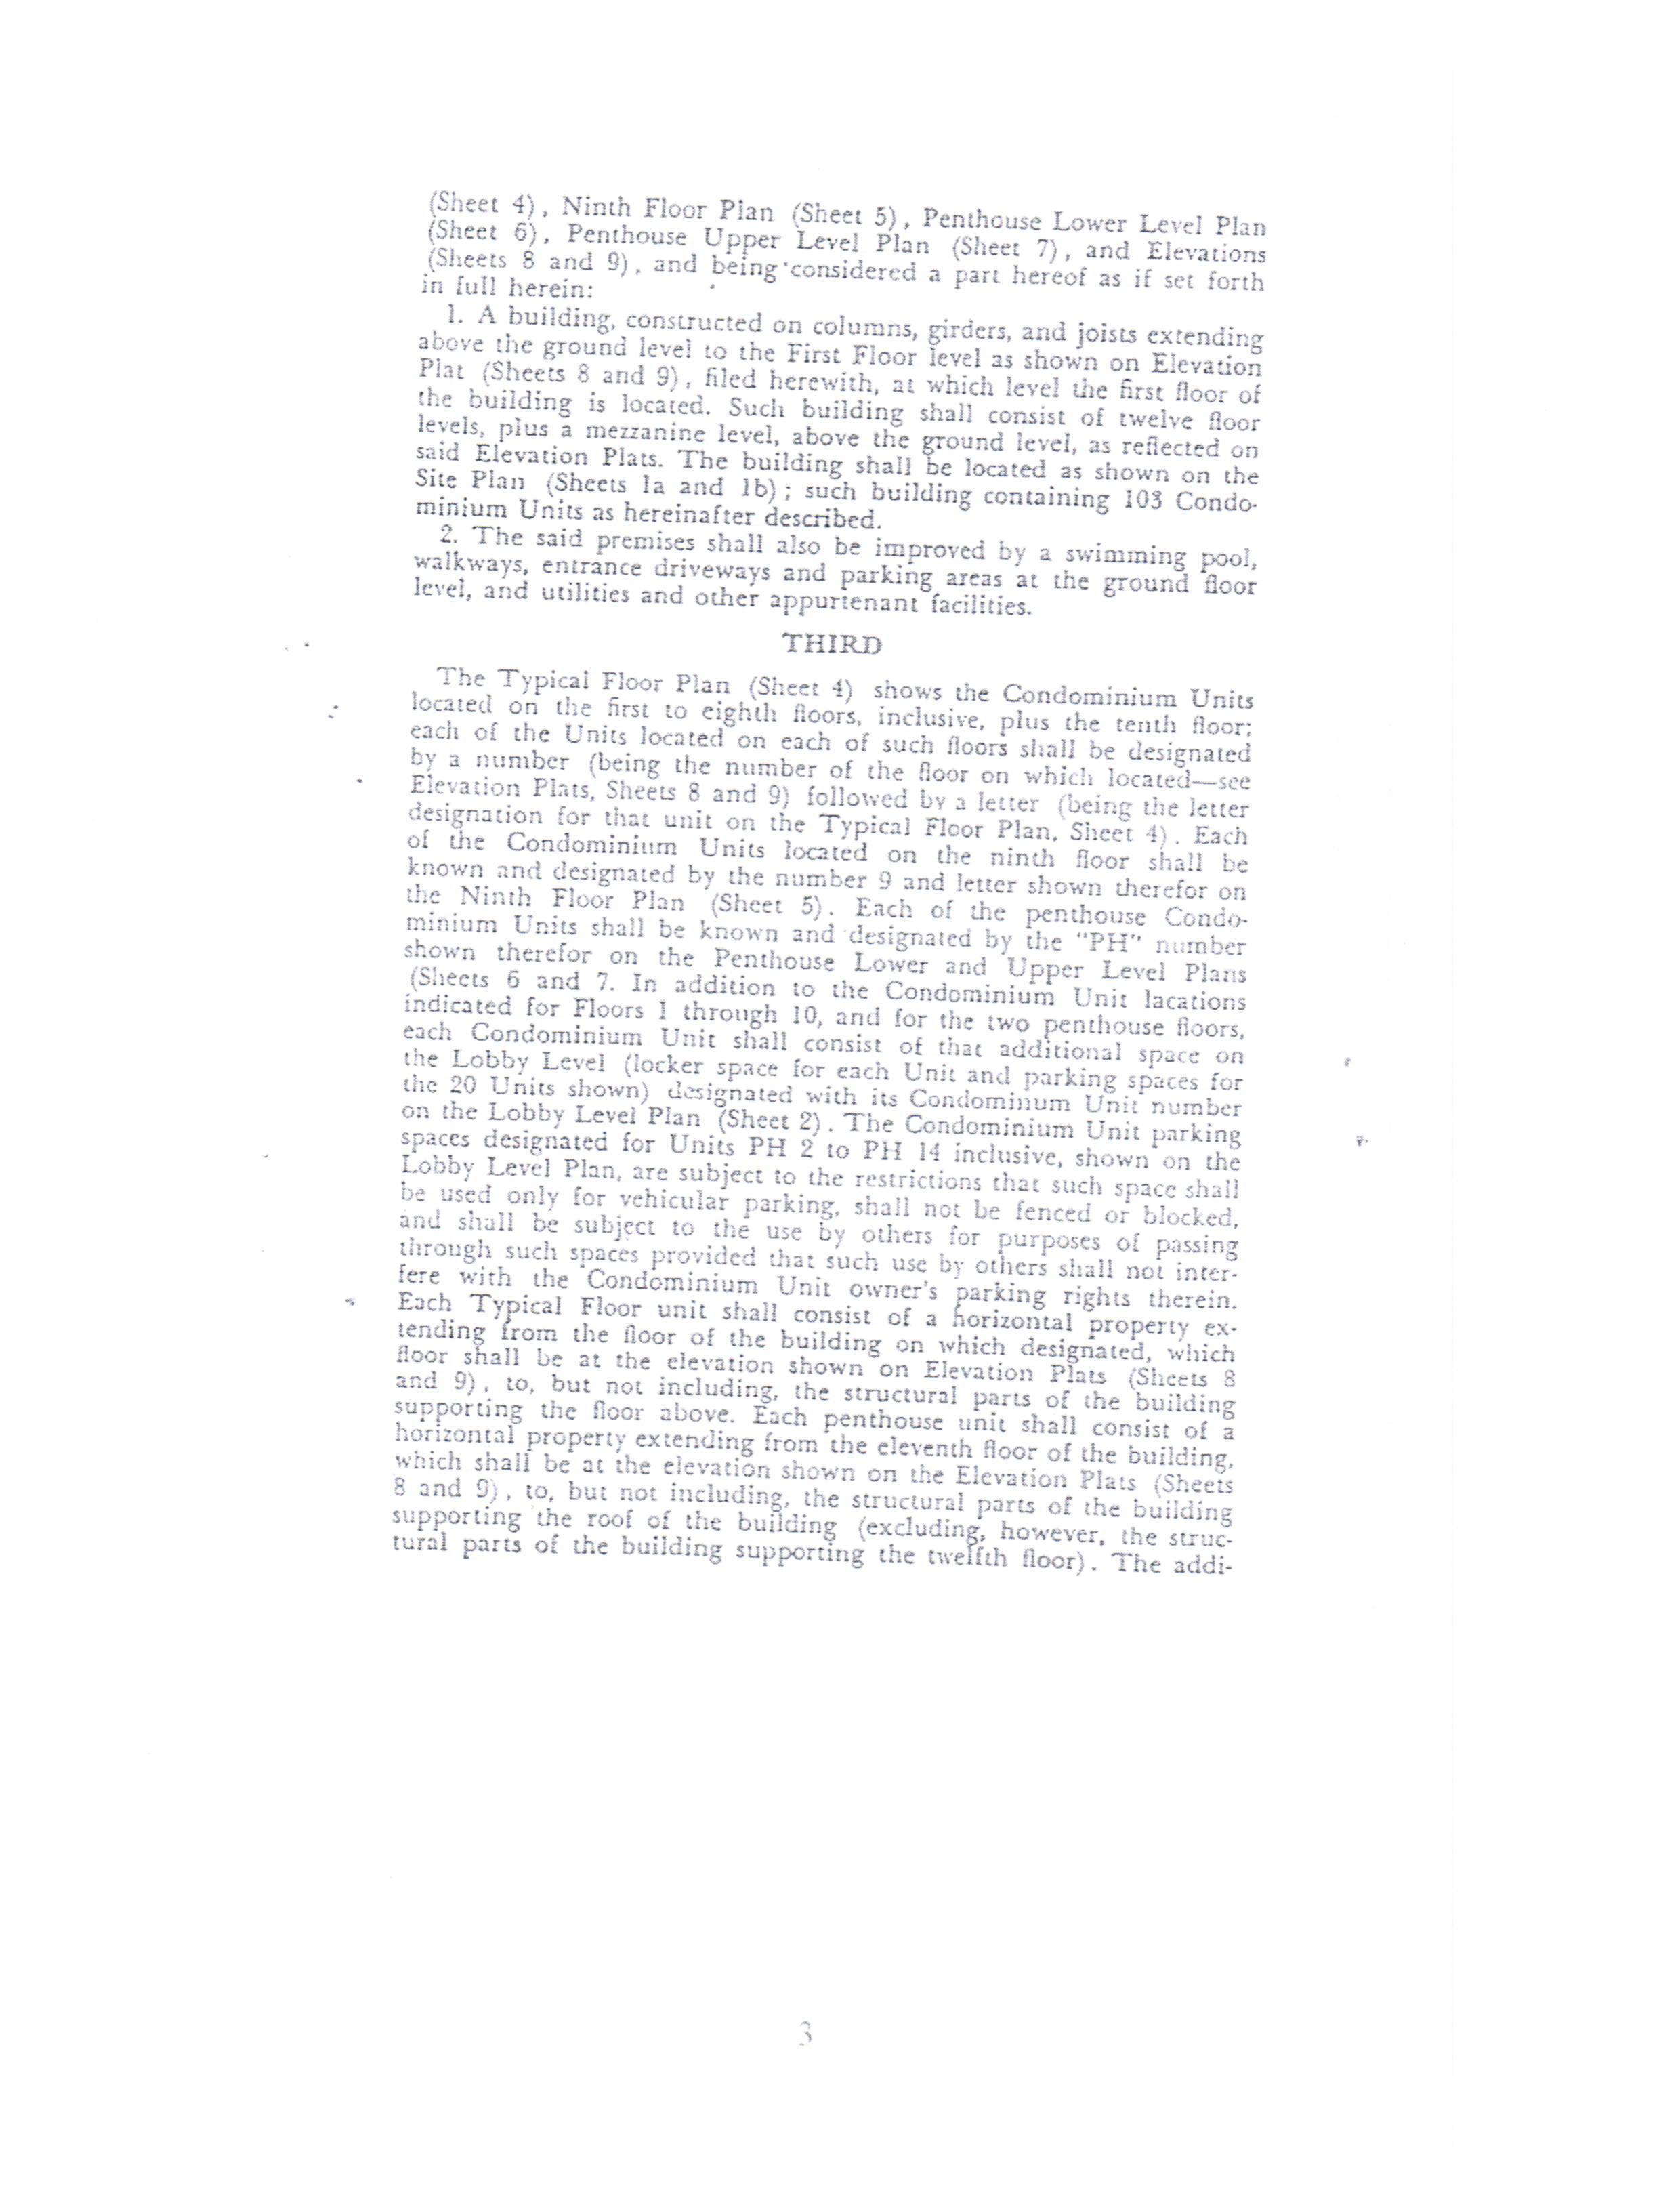 (Sheet 4), Ninth Floor Plan (Sheet 5), Penthouse Lower Level Plan
(Sheet 6), Penthouse Upper Level Plan (Sheet 7), and Elevations
(Sheets 8 and 9), and being considered a part hereof as if set forth
in full herein:
1. A building, constructed on columns, girders, and joists extending
above the ground level to the First Floor level as shown on Elevation
Plat (Sheets 8 and 9), filed herewith, at which level the first floor of
the building is located. Such building shall consist of twelve floor
levels, plus a mezzanine level, above the ground level, as reflected on
said Elevation Plats. The building shall be located as shown on the
Site Plan (Sheets 1a and 1b); such building containing 103 Condo-
minium Units as hereinafter described.
2. The said premises shall also be improved by a swimming pool,
walkways, entrance driveways and parking areas at the ground floor
level, and utilities and other appurtenant facilities.
THIRD
The Typical Floor Plan (Sheet 4) shows the Condominium Units
located on the first to eighth floors, inclusive, plus the tenth floor;
each of the Units located on each of such floors shall be designated
by a number (being the number of the floor on which located—see
Elevation Plats, Sheets 8 and 9) followed by a letter (being the letter
designation for that unit on the Typical Floor Plan, Sheet 4). Each
of the Condominium Units located on the ninth floor shall be
known and designated by the number 9 and letter shown therefor on
the Ninth Floor Plan (Sheet 5). Each of the penthouse Condo-
minium Units shall be known and designated by the "PH" number
shown therefor on the Penthouse Lower and Upper Level Plans
(Sheets 6 and 7. In addition to the Condominium Unit lacations
indicated for Floors 1 through 10, and for the two penthouse floors,
each Condominium Unit shall consist of that additional space on
the Lobby Level (locker space for each Unit and parking spaces for
the 20 Units shown) designated with its Condominum Unit number
on the Lobby Level Plan (Sheet 2). The Condominium Unit parking
spaces designated for Units PH 2 to PH 14 inclusive, shown on the
Lobby Level Plan, are subject to the restrictions that such space shall
be used only for vehicular parking, shall not be fenced or blocked,
and shall be subject to the use by others for purposes of passing
through such spaces provided that such use by others shall not inter-
fere with the Condominium Unit owner's parking rights therein.
Each Typical Floor unit shall consist of a horizontal property ex-
tending from the floor of the building on which designated, which
floor shall be at the elevation shown on Elevation Plats (Sheets 8
and 9), to, but not including, the structural parts of the building
supporting the floor above. Each penthouse unit shall consist of a
horizontal property extending from the eleventh floor of the building,
which shall be at the elevation shown on the Elevation Plats (Sheets
8 and 9), to, but not including, the structural parts of the building
supporting the roof of the building (excluding, however, the struc-
tural parts of the building supporting the twelfth floor). The addi-
3